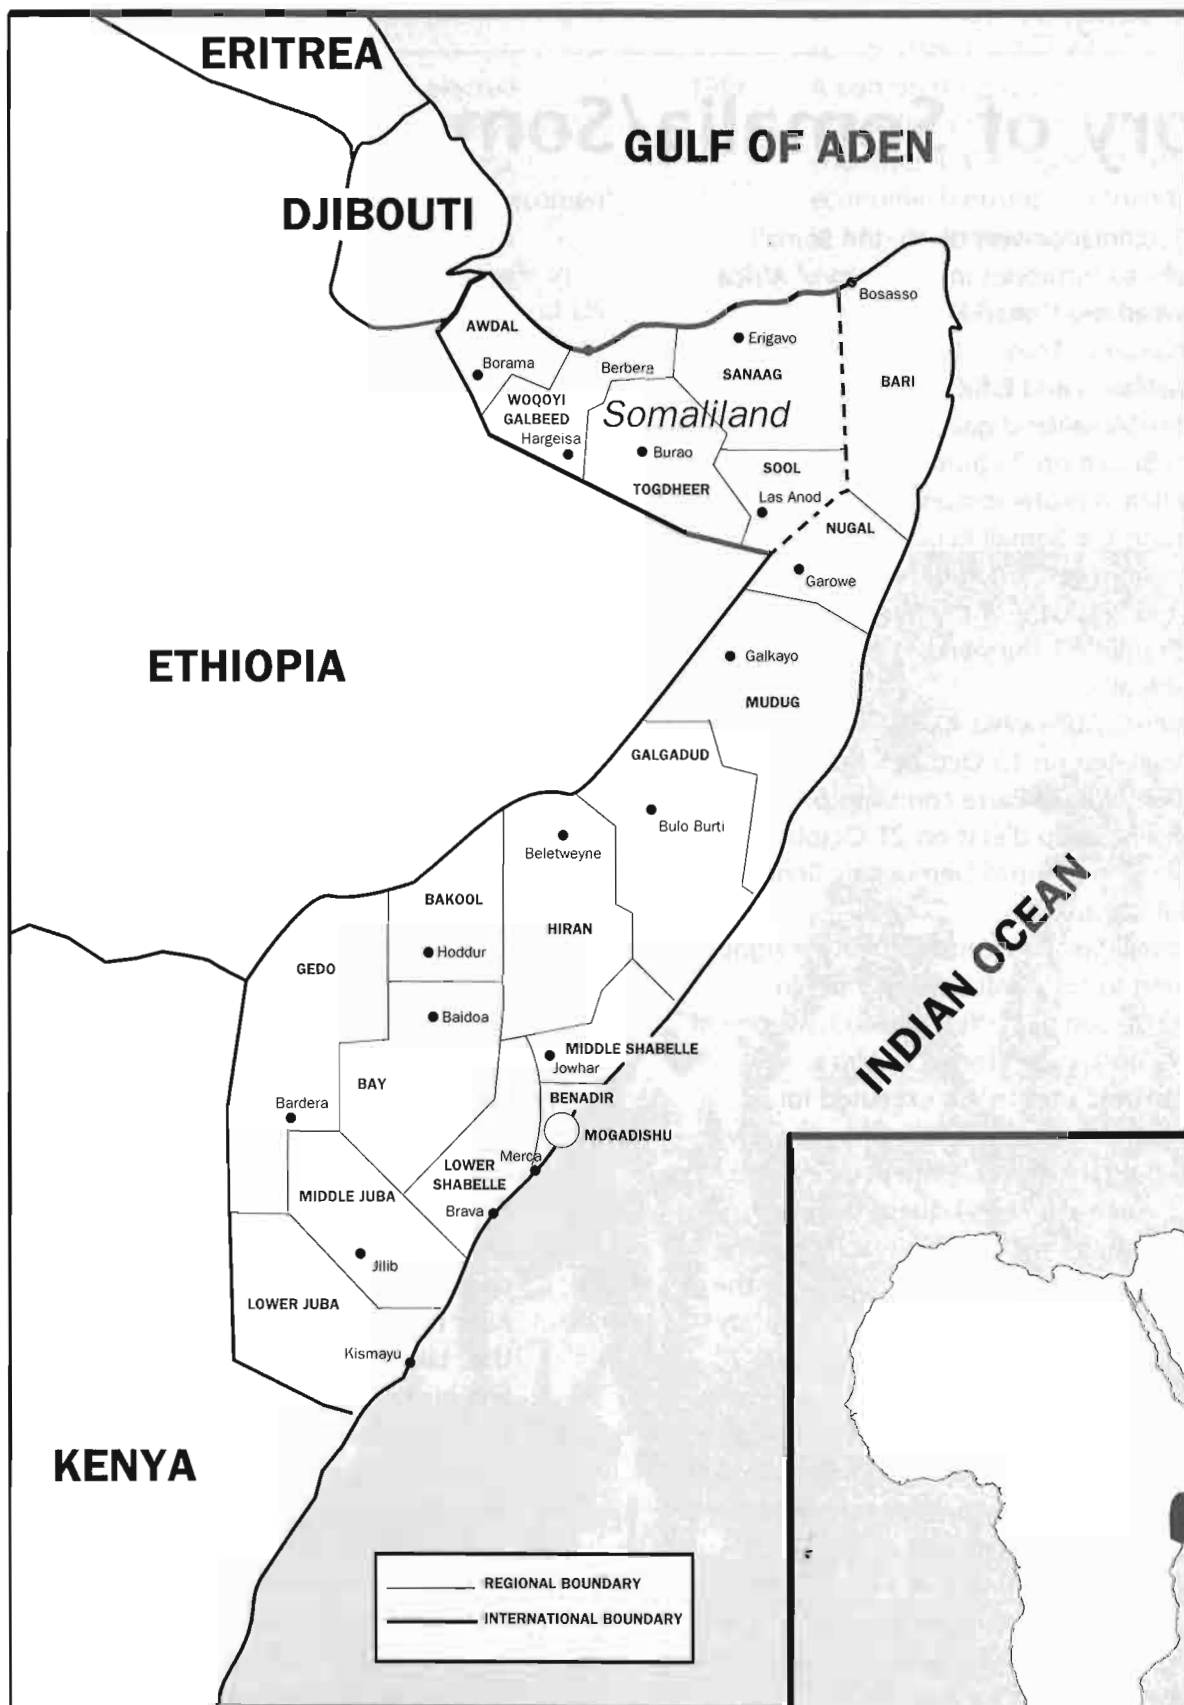 ERITREA
GULF OF ADEN
DJIBOUTI
Bosasso
AWDAL
Erigavo
Borama
Berbera
SANAAG
BARI
WOQOYI
GALBEED
Somaliland
Hargeisa
Burao
SOOL
TOGDHEER
Las Anod
NUGAL
Garowe
ETHIOPIA
Galkayo
MUDUG
GALGADUD
Bulo Burti
Beletweyne
BAKOOL
HIRAN
INDIAN OCEAN
Hoddur
GEDO
Baidoa
MIDDLE SHABELLE
Jowhar
BAY
BENADIR
Bardera
MOGADISHU
Merca
LOWER
SHABELLE
MIDDLE JUBA
Brava
Jilib
LOWER JUBA
Kismayu
KENYA
REGIONAL BOUNDARY
INTERNATIONAL BOUNDARY